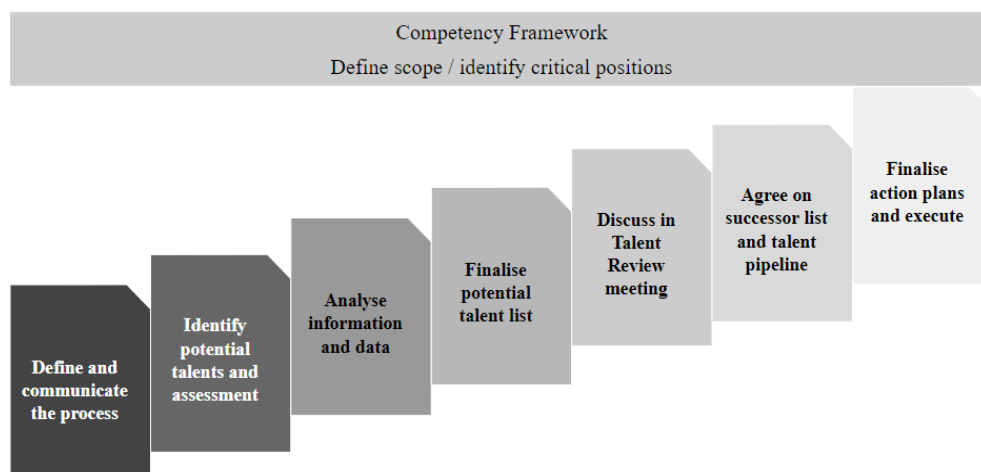 Competency Framework
Define scope / identify critical positions
Define and
communicate
the process
Identify
potential
talents and
assessment
Analyse
information
and data
Finalise
potential
talent list
Discuss in
Talent
Review
meeting
Agree on
successor list
and talent
pipeline
Finalise
action plans
and execute